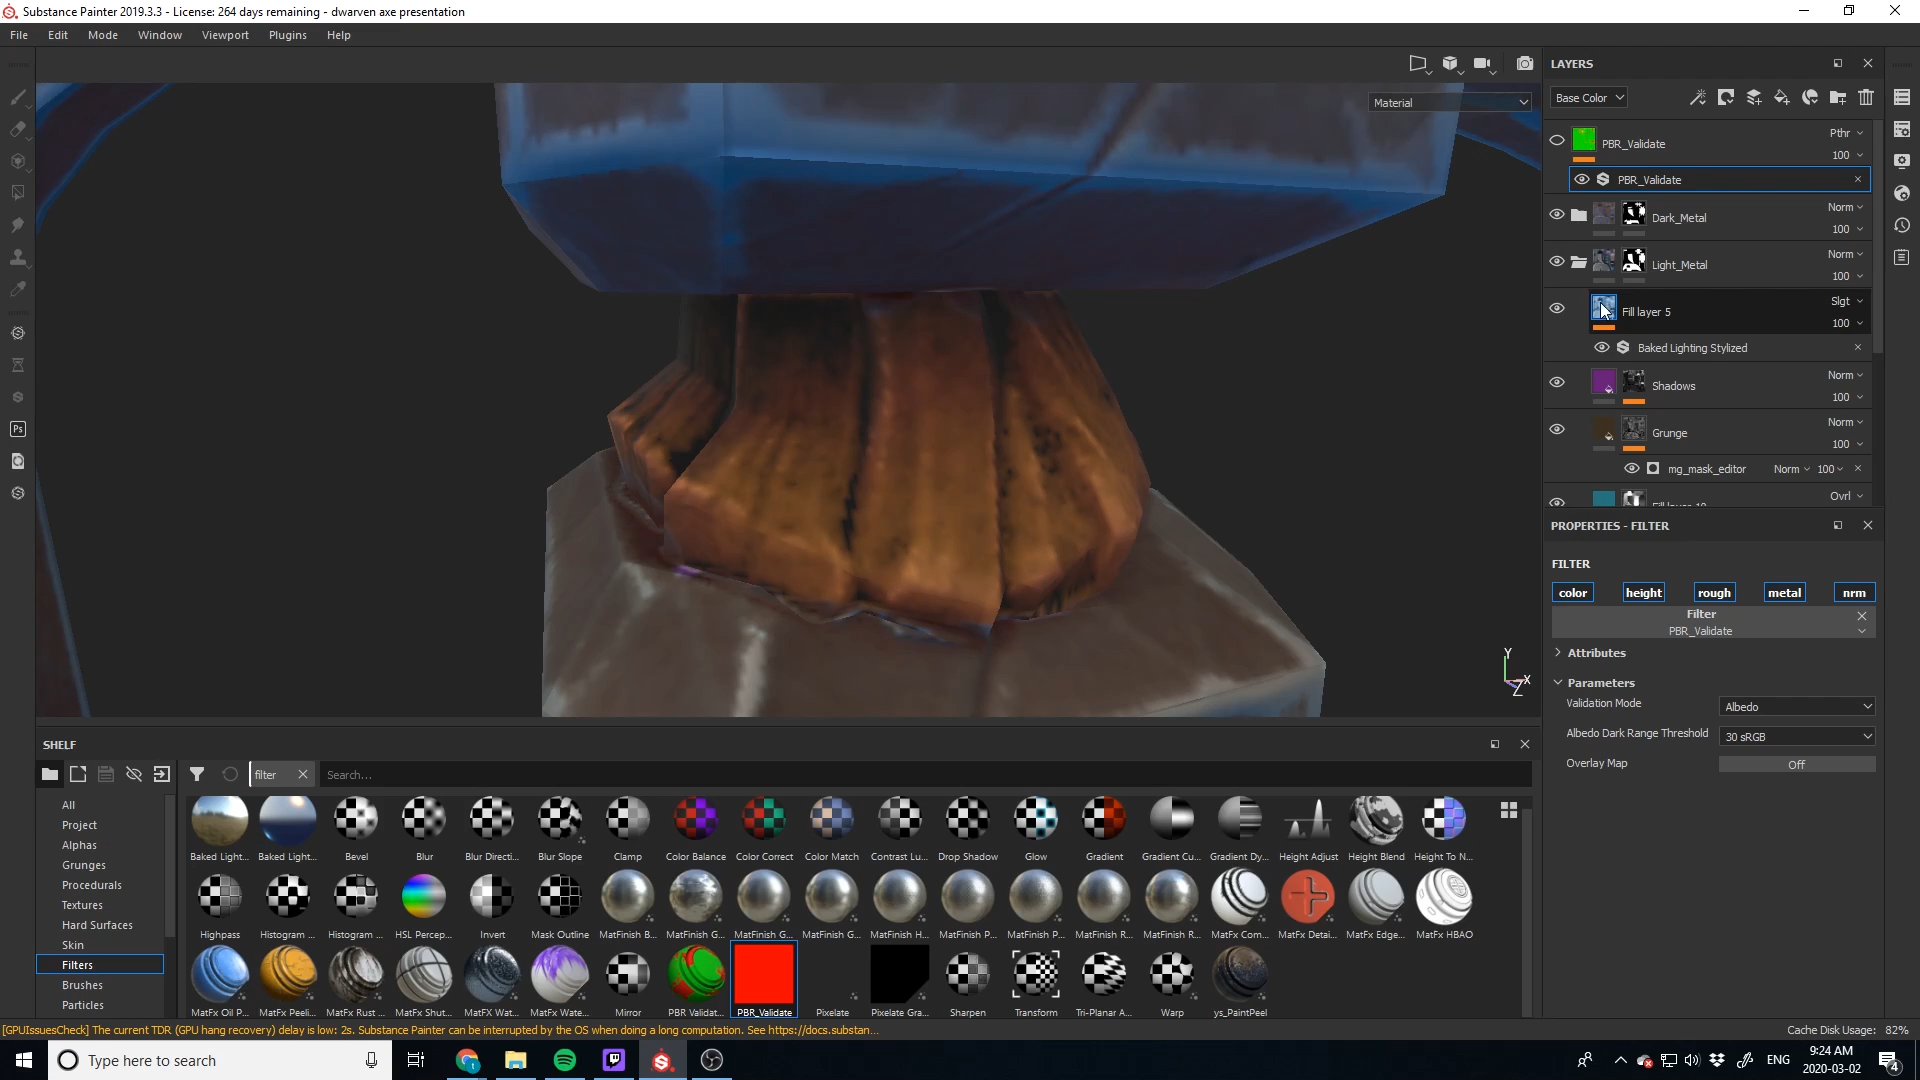 Substance Painter 2019.3.3 - License: 264 days remaining - dwarven axe presentation
File Edit Mode Window Viewport Plugins Help
Material
LAYERS
Base Color
PBR_Validate
Pthr
100
PBR_Validate
Dark_Metal
Norm
100
Light_Metal
Norm
100
Fill layer 5
Slgt
100
Baked Lighting Stylized
Shadows
Norm
100
Grunge
Norm
100
mg_mask_editor Norm 100
Ovrl
PROPERTIES - FILTER
FILTER
color height rough metal nrm
Filter
PBR_Validate
Attributes
Parameters
Validation Mode Albedo
Albedo Dark Range Threshold 30 sRGB
Overlay Map Off
Y
X
Z
SHELF
filter
Search...
All
Project
Alphas
Grunges
Procedurals
Textures
Hard Surfaces
Skin
Filters
Brushes
Particles
Baked Light... Baked Light... Bevel Blur Blur Directi... Blur Slope Clamp Color Balance Color Correct Color Match Contrast Lu... Drop Shadow Glow Gradient Gradient Cu... Gradient Dy... Height Adjust Height Blend Height To N...
Highpass Histogram ... Histogram ... HSL Percep... Invert Mask Outline MatFinish B... MatFinish G... MatFinish G... MatFinish G... MatFinish H... MatFinish P... MatFinish P... MatFinish R... MatFinish R... MatFx Com... MatFx Detai... MatFx Edge... MatFx HBAO
MatFx Oil P... MatFx Peeli... MatFx Rust ... MatFx Shut... MatFX Wat... MatFx Wate... Mirror PBR Validat... PBR_Validate Pixelate Pixelate Gra... Sharpen Transform Tri-Planar A... Warp ys_PaintPeel
[GPUIssuesCheck] The current TDR (GPU hang recovery) delay is low: 2s. Substance Painter can be interrupted by the OS when doing a long computation. See https://docs.substan...
Cache Disk Usage: 82%
Type here to search
Ps
ENG
9:24 AM
2020-03-02
4